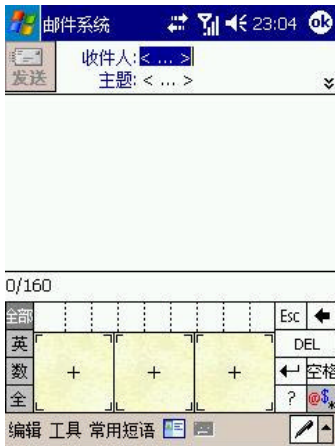 邮件系统 23:04 ok
发送
收件人: < ... >
主题: < ... >
0/160
全部 Esc
英 DEL
数 空格
全 ? @$*
编辑 工具 常用短语